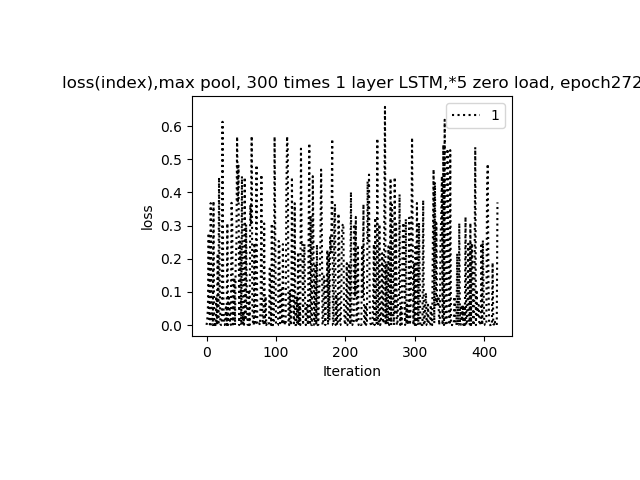 loss(index),max pool, 300 times 1 layer LSTM,*5 zero load, epoch272
1
loss
0.6
0.5
0.4
0.3
0.2
0.1
0.0
0 100 200 300 400
Iteration